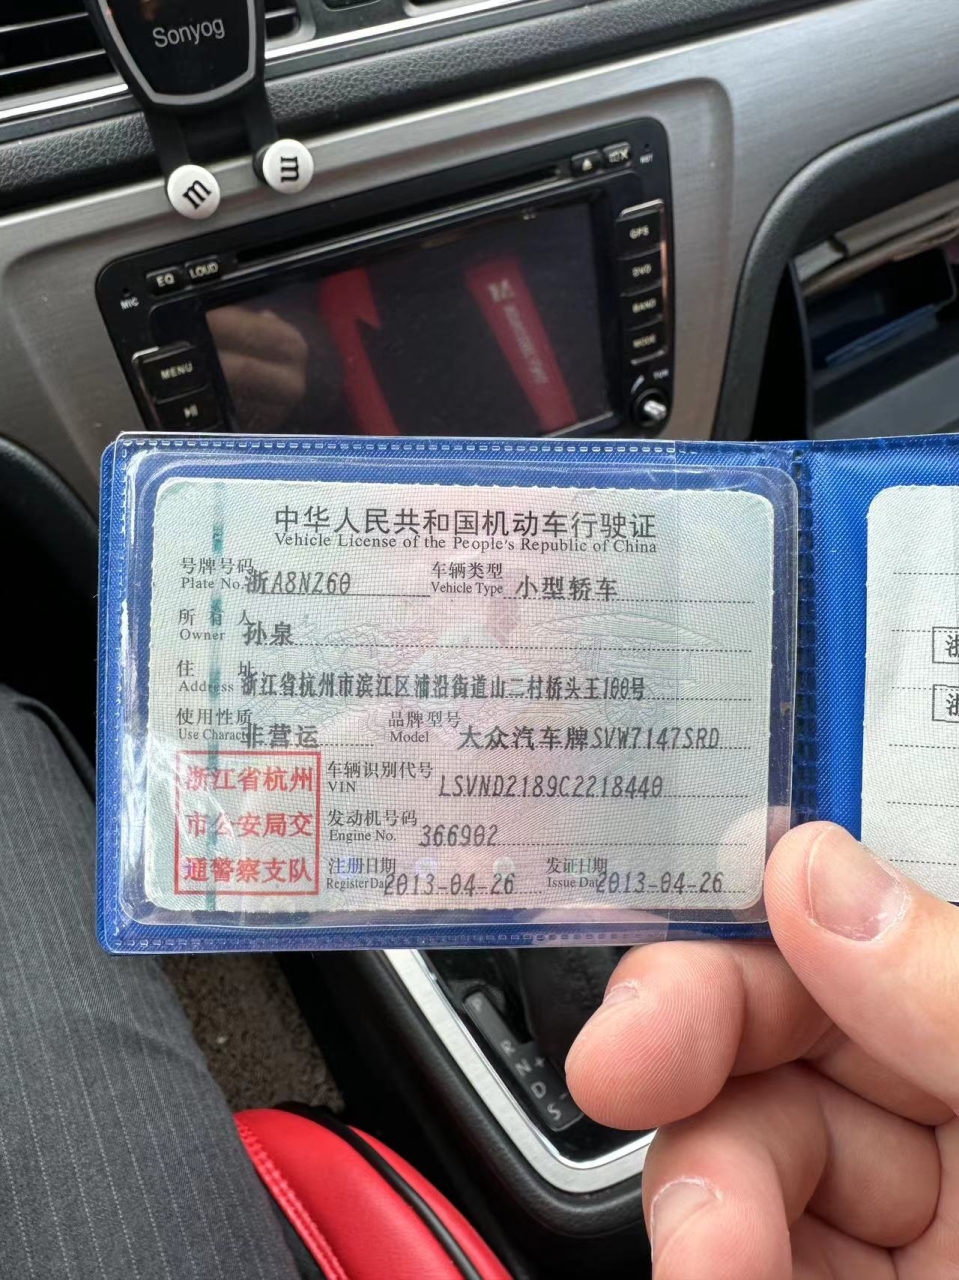 Sonyog
m m
MIC EQ LOUD
GPS
DVD
BAND
MENU
MODE
中华人民共和国机动车行驶证
Vehicle License of the People's Republic of China
号牌号码 浙A8NZ60 车辆类型 小型轿车
Plate No. Vehicle Type
所有人 孙泉
Owner
住址 浙江省杭州市滨江区浦沿街道山二村桥头王100号
Address
使用性质 非营运 品牌型号 大众汽车牌SVW7147SRD
Use Charact Model
浙江省杭州
市公安局交
通警察支队
车辆识别代号 LSVND2189C2218440
VIN
发动机号码 366902
Engine No.
注册日期 2013-04-26 发证日期 2013-04-26
Register Da Issue Dat
浙
浙
R
N +
D
S -